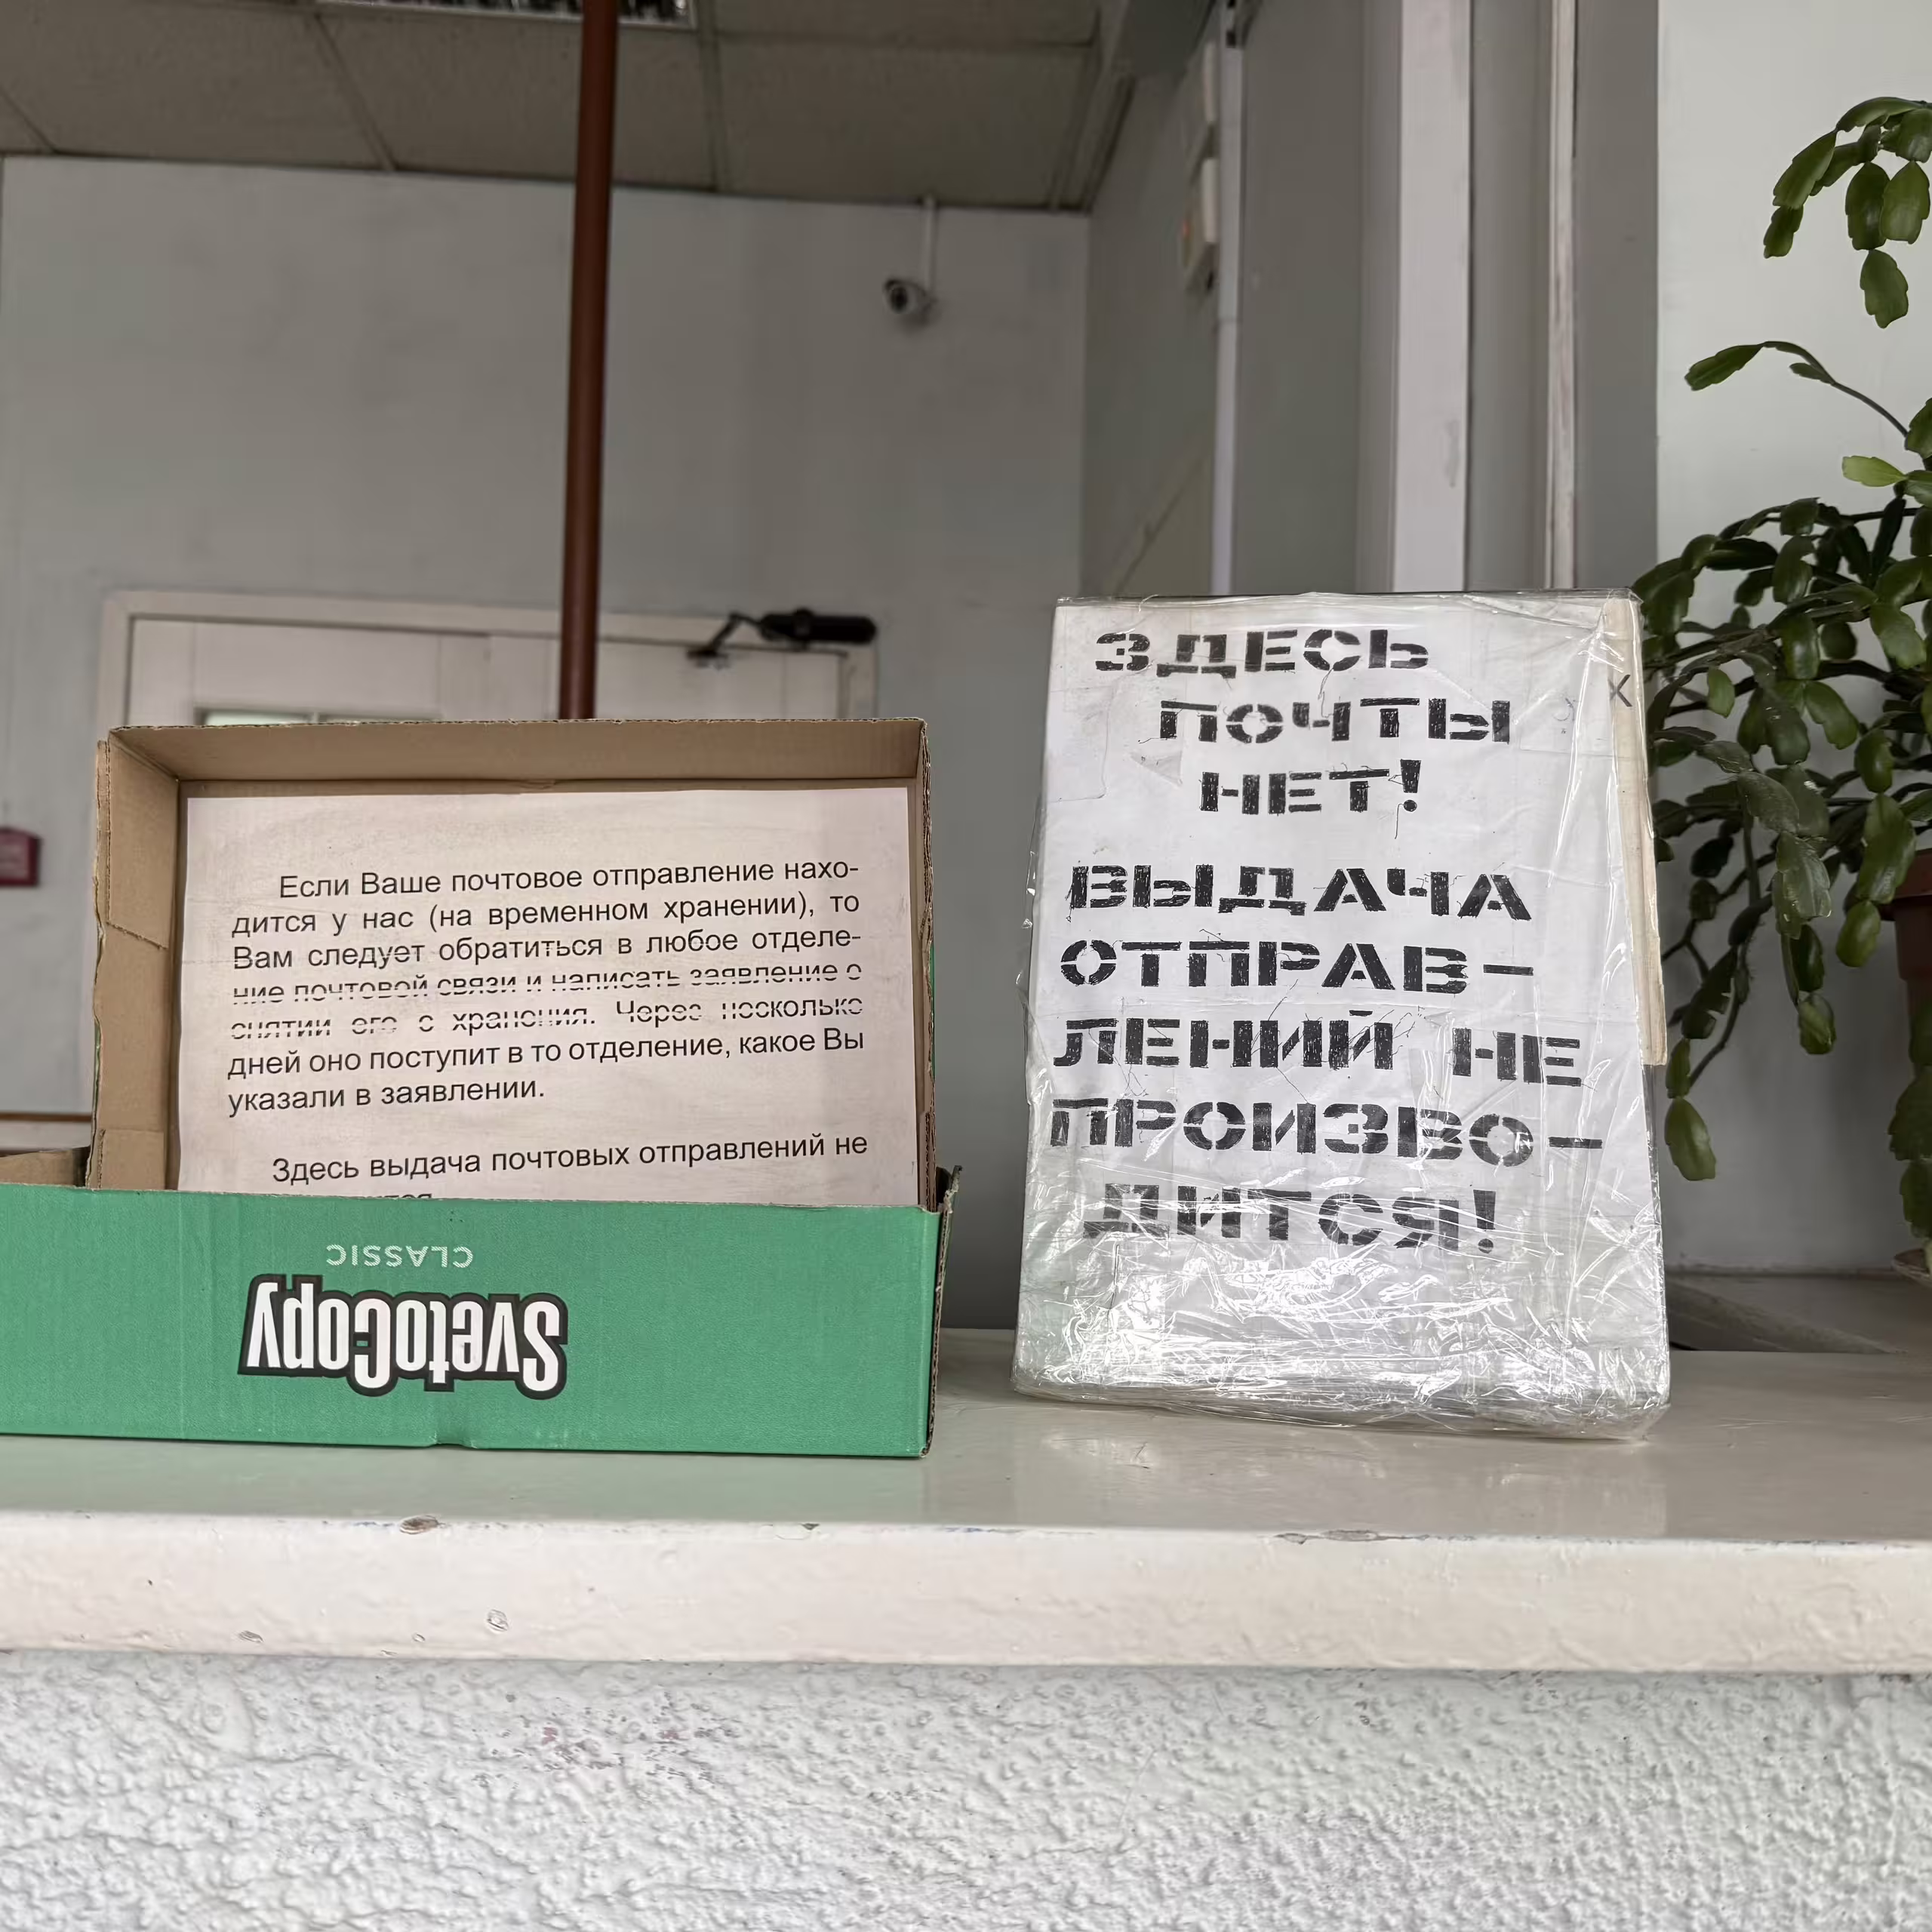 Если Ваше почтовое отправление нахо-
дится у нас (на временном хранении), то
Вам следует обратиться в любое отделе-
ние почтовой связи и написать заявление о
снятии его с хранения. Через несколько
дней оно поступит в то отделение, какое Вы
указали в заявлении.
Здесь выдача почтовых отправлений не
CLASSIC
SvetoCopy
ЗДЕСЬ
ПОЧТЫ
НЕТ!
ВЫДАЧА
ОТПРАВ-
ЛЕНИЙ НЕ
ПРОИЗВО-
ДИТСЯ!
х